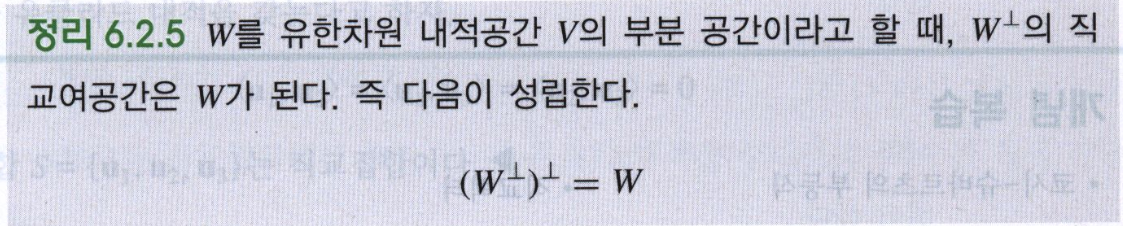 정리 6.2.5 W를 유한차원 내적공간 V의 부분 공간이라고 할 때, W⊥의 직
교여공간은 W가 된다. 즉 다음이 성립한다.
(W⊥)⊥ = W